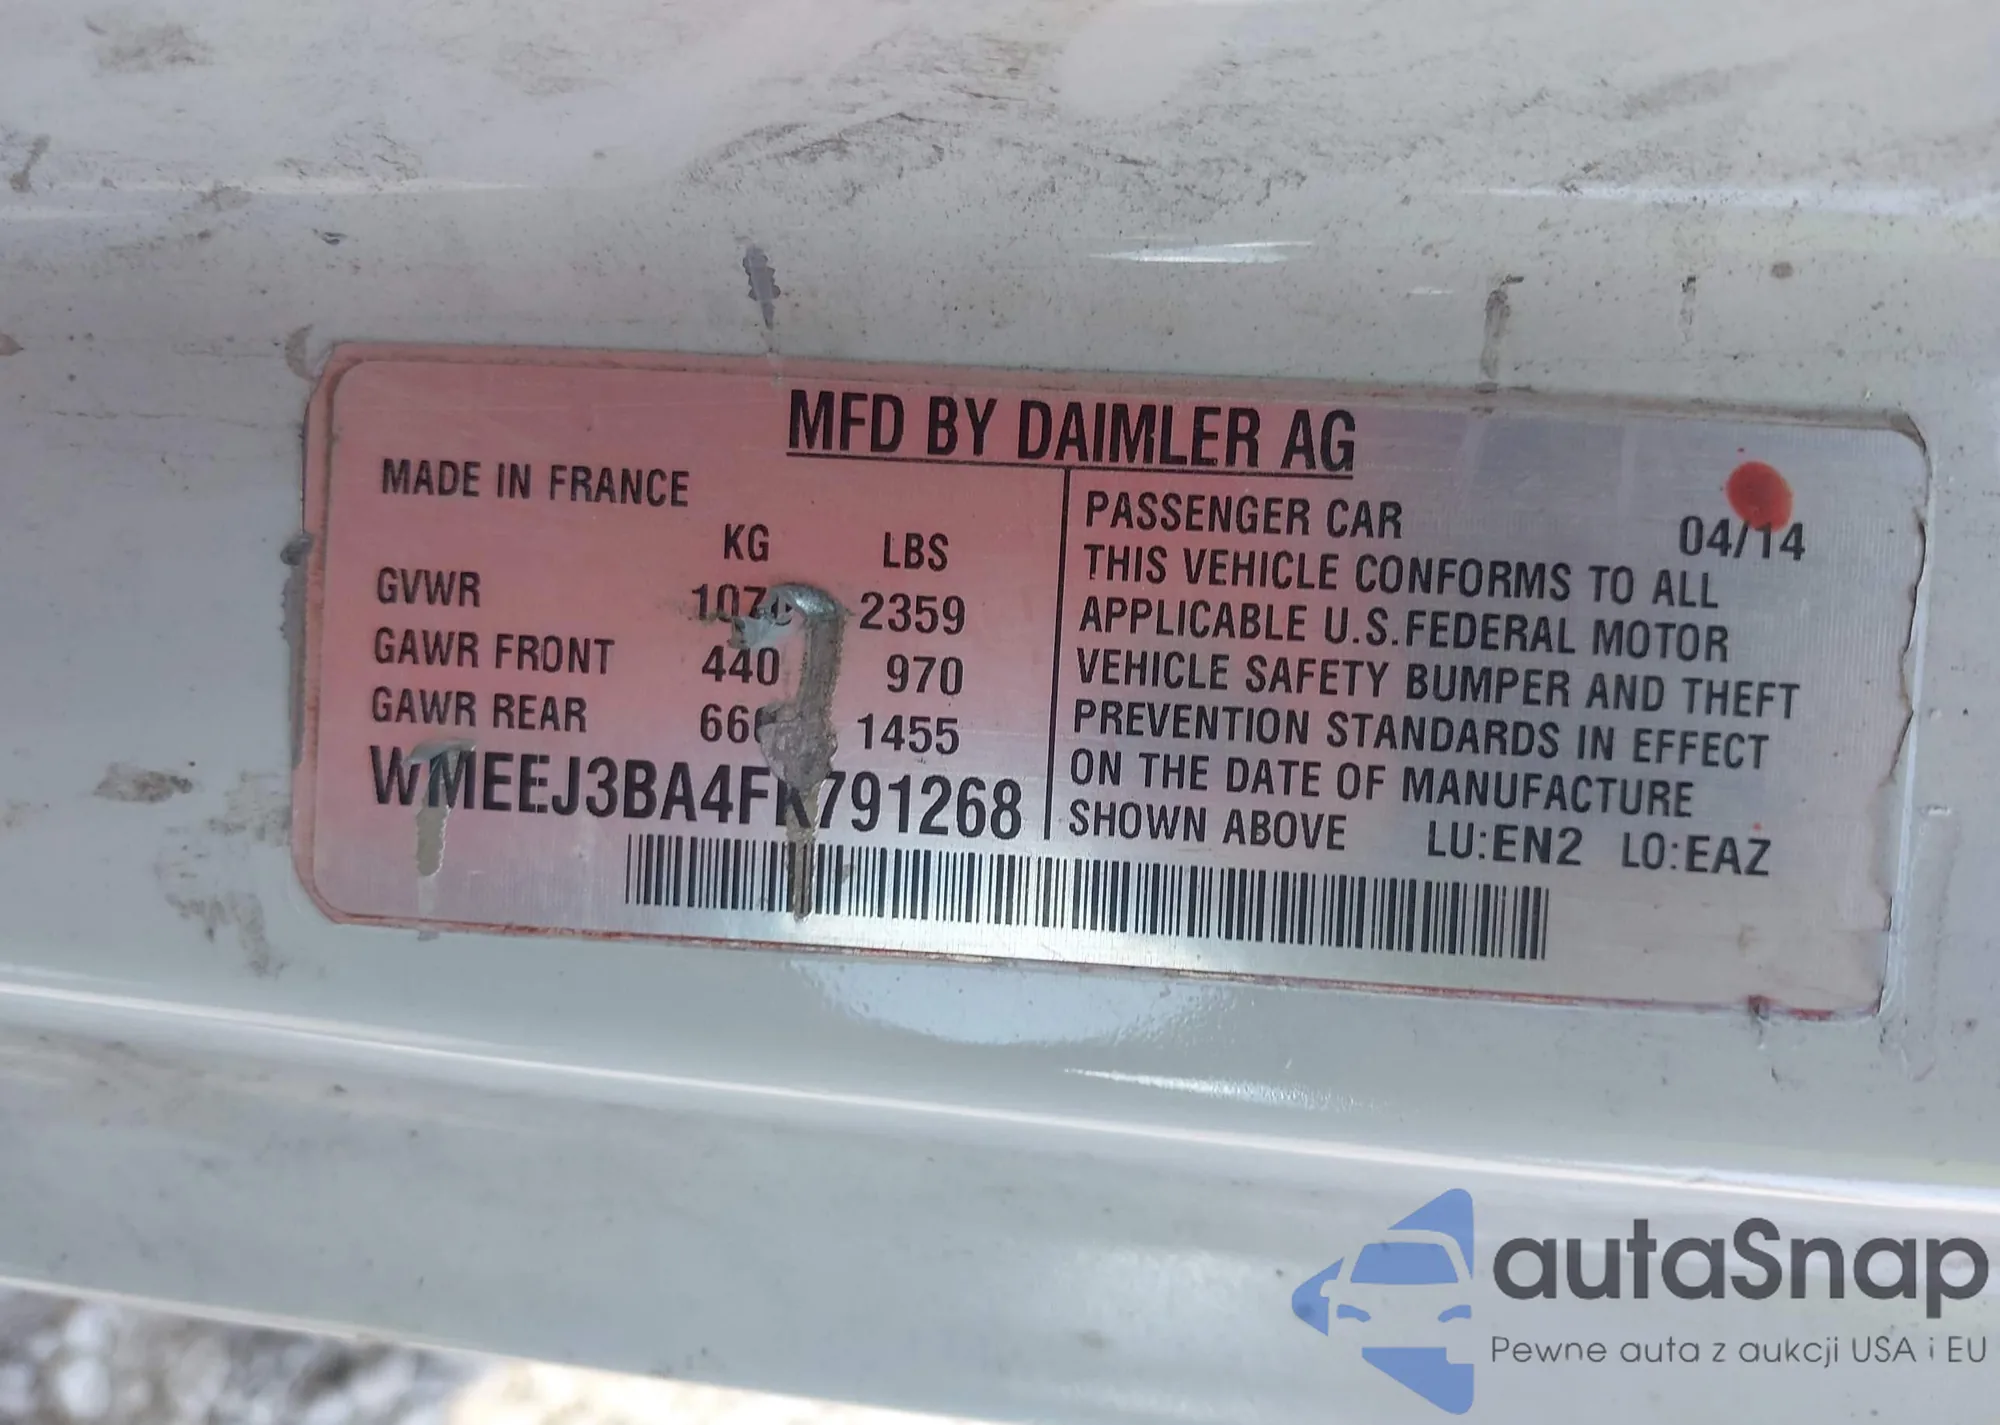 MFD BY DAIMLER AG
MADE IN FRANCE
KG LBS
GVWR 2359
GAWR FRONT 440 970
GAWR REAR 1455
WMEEJ3BA4FK791268
PASSENGER CAR 04/14
THIS VEHICLE CONFORMS TO ALL
APPLICABLE U.S.FEDERAL MOTOR
VEHICLE SAFETY BUMPER AND THEFT
PREVENTION STANDARDS IN EFFECT
ON THE DATE OF MANUFACTURE
SHOWN ABOVE LU:EN2 LO:EAZ
autaSnap
Pewne auta z aukcji USA i EU